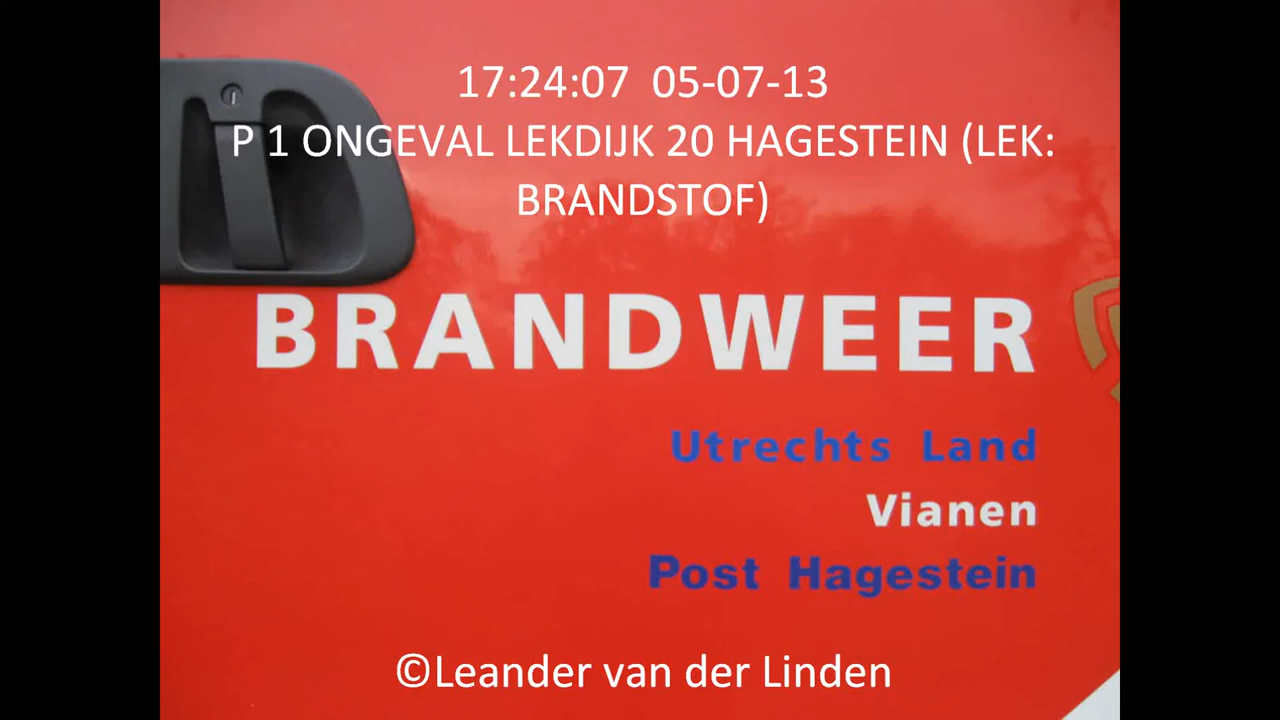 17:24:07 05-07-13
P 1 ONGEVAL LEKDIJK 20 HAGESTEIN (LEK:
BRANDSTOF)
BRANDWEER
Utrechts Land
Vianen
Post Hagestein
©Leander van der Linden